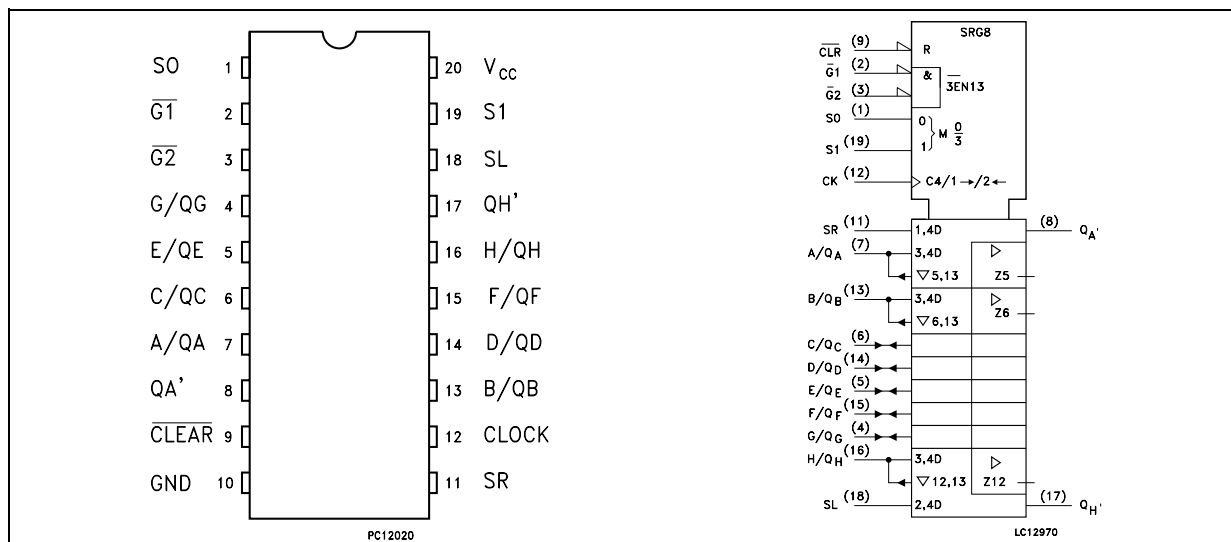 S0 1
20 VCC
G1 2
19 S1
G2 3
18 SL
G/QG 4
17 QH'
E/QE 5
16 H/QH
C/QC 6
15 F/QF
A/QA 7
14 D/QD
QA' 8
13 B/QB
CLEAR 9
12 CLOCK
GND 10
11 SR
PC12020
SRG8
CLR (9) R
G1 (2) &
3EN13
G2 (3)
S0 (1) 0
M 0/3
S1 (19) 1
CK (12) C4/1→/2←
SR (11) 1,4D
(8) QA'
A/QA (7) 3,4D
▽5,13 Z5
B/QB (13) 3,4D
▽6,13 Z6
C/QC (6)
D/QD (14)
E/QE (5)
F/QF (15)
G/QG (4)
H/QH (16) 3,4D
▽12,13 Z12
SL (18) 2,4D
(17) QH'
LC12970